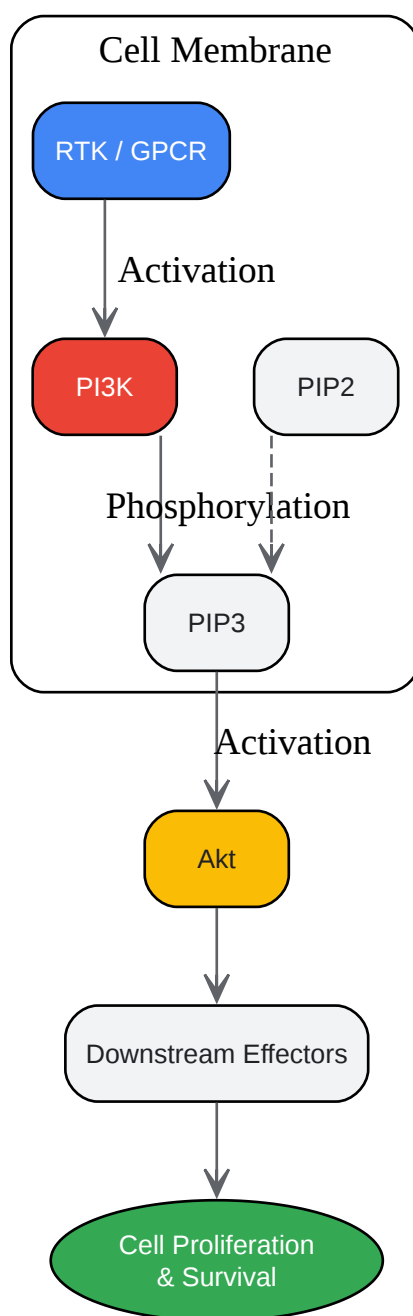 Cell Membrane
RTK / GPCR
Activation
PI3K
PIP2
Phosphorylation
PIP3
Activation
Akt
Downstream Effectors
Cell Proliferation
& Survival